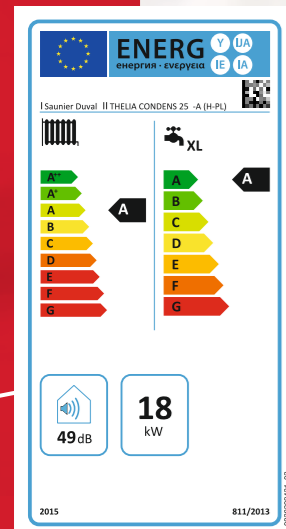 ENERG Y UA
енергия · ενεργεια IE IA
I Saunier Duval II THELIA CONDENS 25 -A (H-PL)
XL
A++
A+
A
B
C
D
E
F
G
A
A
B
C
D
E
F
G
A
49 dB
18
kW
2015
811/2013